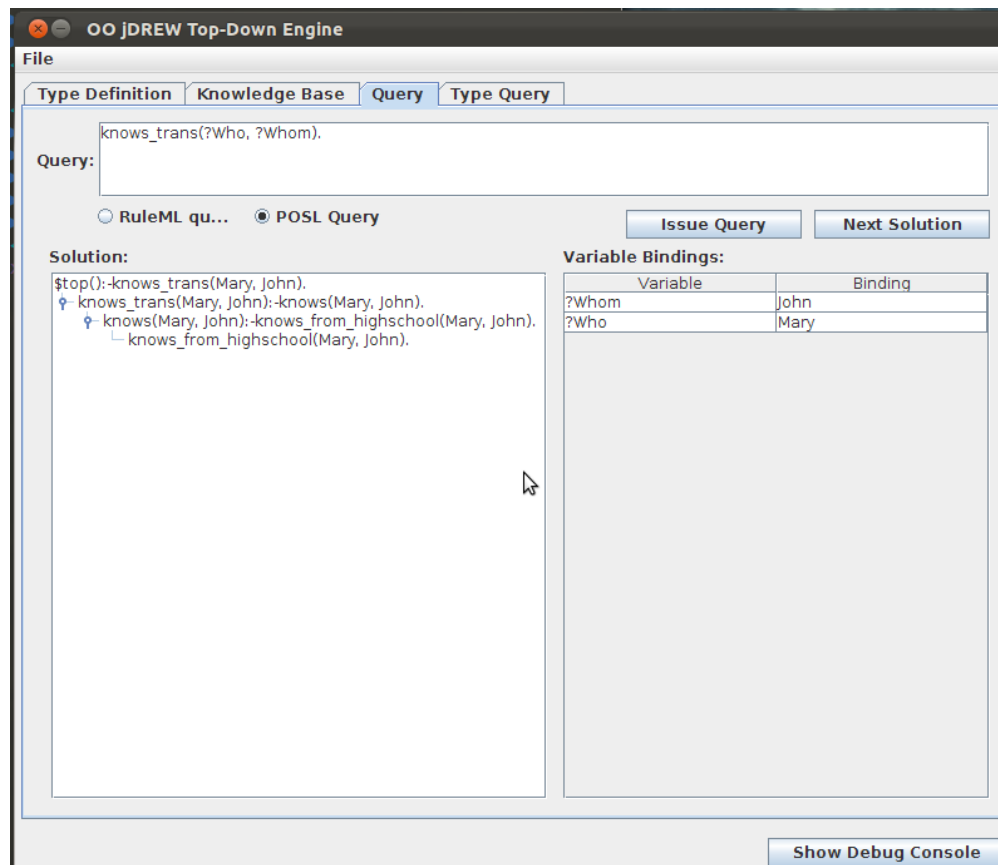 OO jDREW Top-Down Engine
File
Type Definition Knowledge Base Query Type Query
Query:
knows_trans(?Who, ?Whom).
RuleML qu... POSL Query
Issue Query Next Solution
Solution:
$top():-knows_trans(Mary, John).
knows_trans(Mary, John):-knows(Mary, John).
knows(Mary, John):-knows_from_highschool(Mary, John).
knows_from_highschool(Mary, John).
Variable Bindings:
Variable Binding
?Whom John
?Who Mary
Show Debug Console